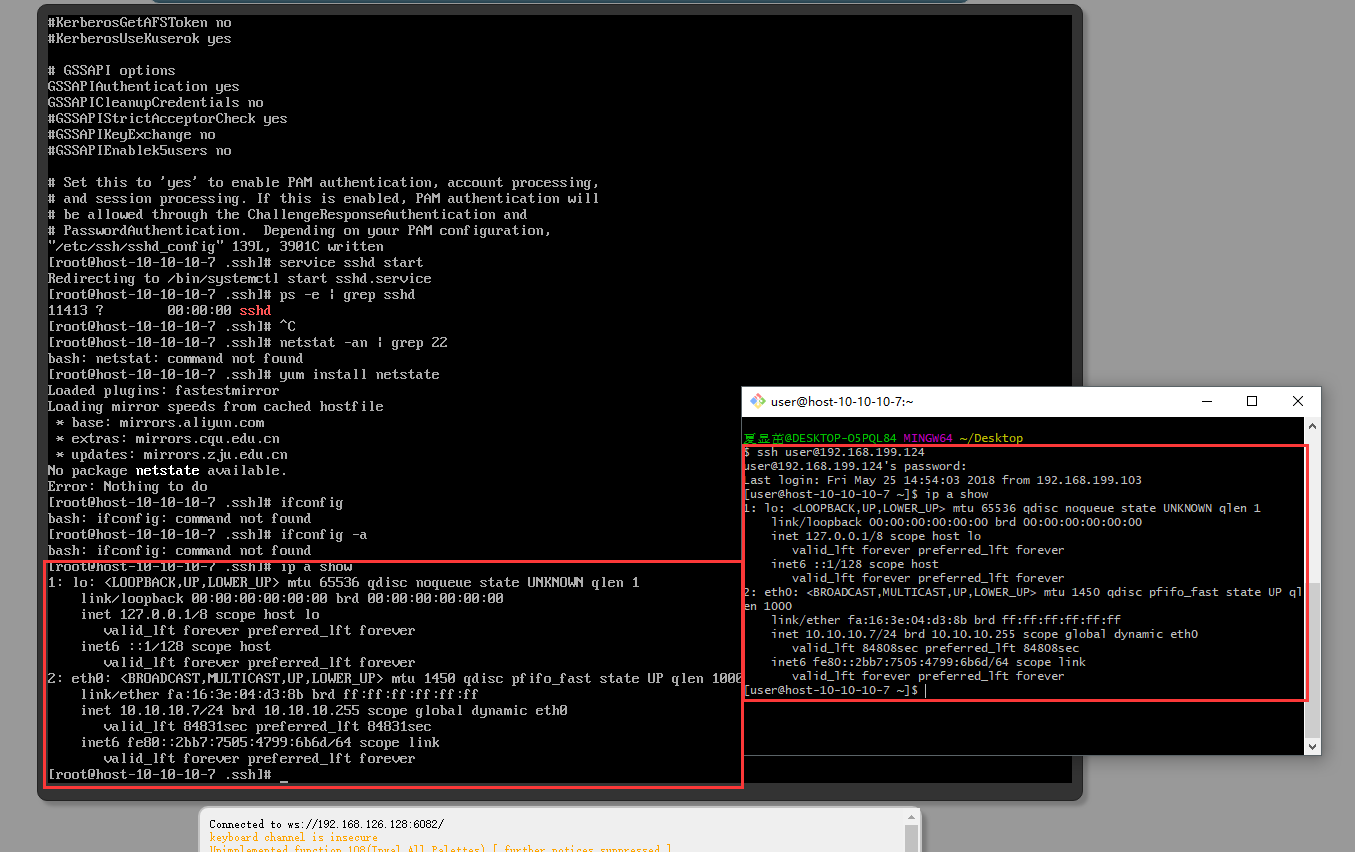 #KerberosGetAFSToken no
#KerberosUseKuserok yes
# GSSAPI options
GSSAPIAuthentication yes
GSSAPICleanupCredentials no
#GSSAPIStrictAcceptorCheck yes
#GSSAPIKeyExchange no
#GSSAPIEnablek5users no
# Set this to 'yes' to enable PAM authentication, account processing,
# and session processing. If this is enabled, PAM authentication will
# be allowed through the ChallengeResponseAuthentication and
# PasswordAuthentication.  Depending on your PAM configuration,
"/etc/ssh/sshd_config" 139L, 3901C written
[root@host-10-10-10-7 .ssh]# service sshd start
Redirecting to /bin/systemctl start sshd.service
[root@host-10-10-10-7 .ssh]# ps -e | grep sshd
11413 ?        00:00:00 sshd
[root@host-10-10-10-7 .ssh]# ^C
[root@host-10-10-10-7 .ssh]# netstat -an | grep 22
bash: netstat: command not found
[root@host-10-10-10-7 .ssh]# yum install netstate
Loaded plugins: fastestmirror
Loading mirror speeds from cached hostfile
 * base: mirrors.aliyun.com
 * extras: mirrors.cqu.edu.cn
 * updates: mirrors.zju.edu.cn
No package netstate available.
Error: Nothing to do
[root@host-10-10-10-7 .ssh]# ifconfig
bash: ifconfig: command not found
[root@host-10-10-10-7 .ssh]# ifconfig -a
bash: ifconfig: command not found
[root@host-10-10-10-7 .ssh]# ip a show
1: lo: <LOOPBACK,UP,LOWER_UP> mtu 65536 qdisc noqueue state UNKNOWN qlen 1
    link/loopback 00:00:00:00:00:00 brd 00:00:00:00:00:00
    inet 127.0.0.1/8 scope host lo
       valid_lft forever preferred_lft forever
    inet6 ::1/128 scope host
       valid_lft forever preferred_lft forever
2: eth0: <BROADCAST,MULTICAST,UP,LOWER_UP> mtu 1450 qdisc pfifo_fast state UP qlen 1000
    link/ether fa:16:3e:04:d3:8b brd ff:ff:ff:ff:ff:ff
    inet 10.10.10.7/24 brd 10.10.10.255 scope global dynamic eth0
       valid_lft 84831sec preferred_lft 84831sec
    inet6 fe80::2bb7:7505:4799:6b6d/64 scope link
       valid_lft forever preferred_lft forever
[root@host-10-10-10-7 .ssh]# _
user@host-10-10-10-7:~
夏显茁@DESKTOP-O5PQL84 MINGW64 ~/Desktop
$ ssh user@192.168.199.124
user@192.168.199.124's password:
Last login: Fri May 25 14:54:03 2018 from 192.168.199.103
[user@host-10-10-10-7 ~]$ ip a show
1: lo: <LOOPBACK,UP,LOWER_UP> mtu 65536 qdisc noqueue state UNKNOWN qlen 1
    link/loopback 00:00:00:00:00:00 brd 00:00:00:00:00:00
    inet 127.0.0.1/8 scope host lo
       valid_lft forever preferred_lft forever
    inet6 ::1/128 scope host
       valid_lft forever preferred_lft forever
2: eth0: <BROADCAST,MULTICAST,UP,LOWER_UP> mtu 1450 qdisc pfifo_fast state UP ql
en 1000
    link/ether fa:16:3e:04:d3:8b brd ff:ff:ff:ff:ff:ff
    inet 10.10.10.7/24 brd 10.10.10.255 scope global dynamic eth0
       valid_lft 84808sec preferred_lft 84808sec
    inet6 fe80::2bb7:7505:4799:6b6d/64 scope link
       valid_lft forever preferred_lft forever
[user@host-10-10-10-7 ~]$
Connected to ws://192.168.126.128:6082/
keyboard channel is insecure
Unimplemented function 108(Inval All Palettes) [ further notices suppressed ]